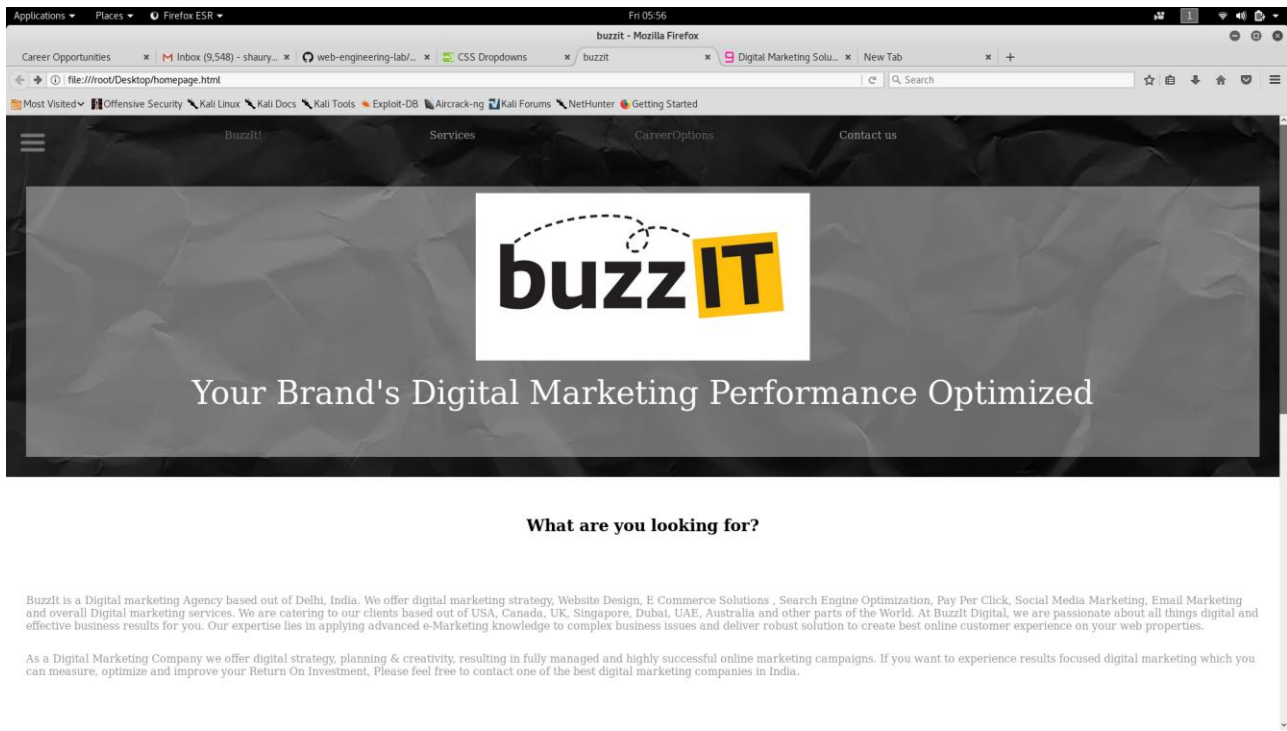 Applications Places Firefox ESR Fri 05:56 1
buzzit - Mozilla Firefox
Career Opportunities Inbox (9,548) - shaury... web-engineering-lab/... CSS Dropdowns buzzit Digital Marketing Solu... New Tab
file:///root/Desktop/homepage.html Search
Most Visited Offensive Security Kali Linux Kali Docs Kali Tools Exploit-DB Aircrack-ng Kali Forums NetHunter Getting Started
BuzzIt! Services CareerOptions Contact us
buzzIT
Your Brand's Digital Marketing Performance Optimized
What are you looking for?
BuzzIt is a Digital marketing Agency based out of Delhi, India. We offer digital marketing strategy, Website Design, E Commerce Solutions , Search Engine Optimization, Pay Per Click, Social Media Marketing, Email Marketing
and overall Digital marketing services. We are catering to our clients based out of USA, Canada, UK, Singapore, Dubai, UAE, Australia and other parts of the World. At BuzzIt Digital, we are passionate about all things digital and
effective business results for you. Our expertise lies in applying advanced e-Marketing knowledge to complex business issues and deliver robust solution to create best online customer experience on your web properties.
As a Digital Marketing Company we offer digital strategy, planning & creativity, resulting in fully managed and highly successful online marketing campaigns. If you want to experience results focused digital marketing which you
can measure, optimize and improve your Return On Investment, Please feel free to contact one of the best digital marketing companies in India.